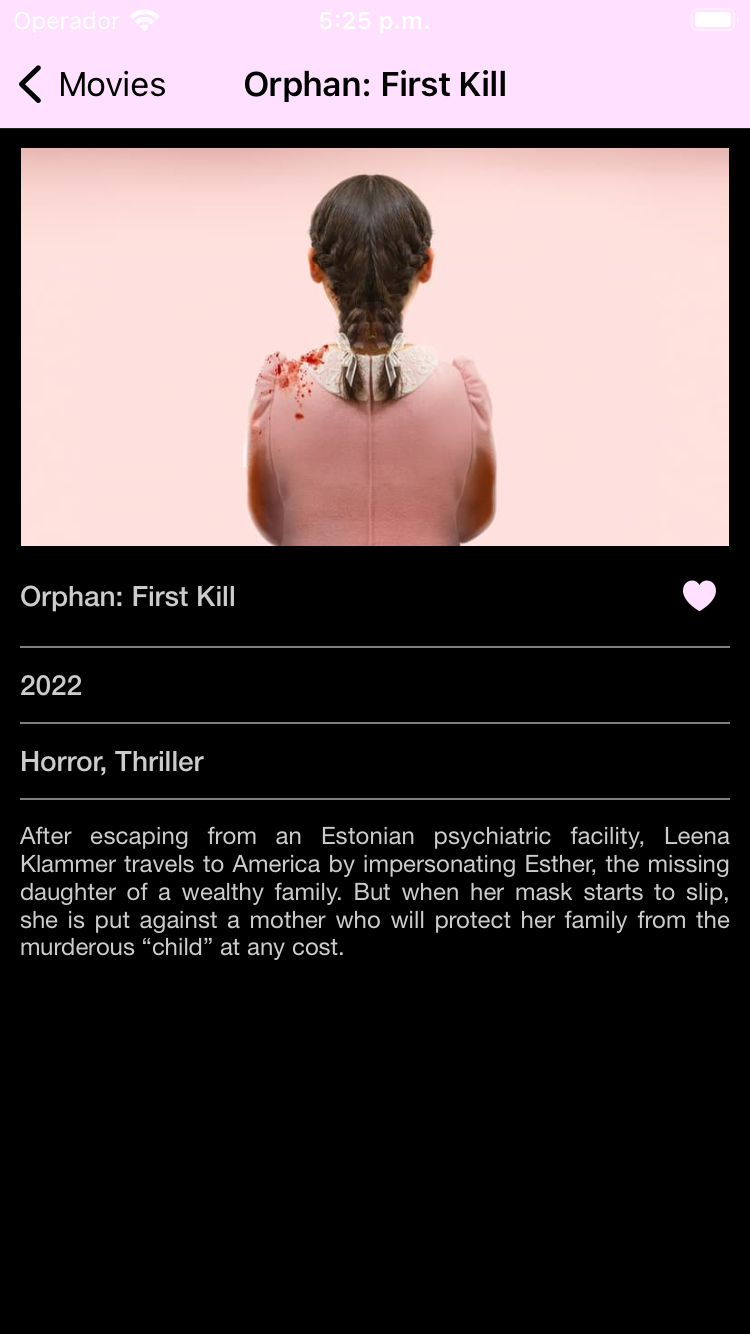 Operador 5:25 p.m.
Movies Orphan: First Kill
Orphan: First Kill
2022
Horror, Thriller
After escaping from an Estonian psychiatric facility, Leena
Klammer travels to America by impersonating Esther, the missing
daughter of a wealthy family. But when her mask starts to slip,
she is put against a mother who will protect her family from the
murderous “child” at any cost.